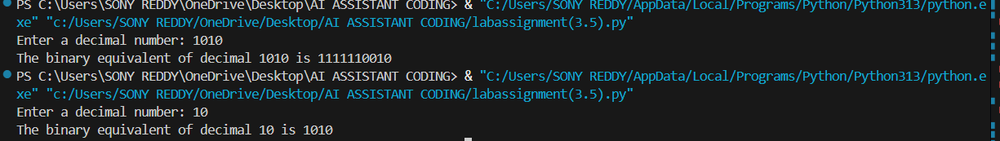 PS C:\Users\SONY REDDY\OneDrive\Desktop\AI ASSISTANT CODING> & "C:/Users/SONY REDDY/AppData/Local/Programs/Python/Python313/python.e
xe" "c:/Users/SONY REDDY/OneDrive/Desktop/AI ASSISTANT CODING/labassignment(3.5).py"
Enter a decimal number: 1010
The binary equivalent of decimal 1010 is 1111110010
PS C:\Users\SONY REDDY\OneDrive\Desktop\AI ASSISTANT CODING> & "C:/Users/SONY REDDY/AppData/Local/Programs/Python/Python313/python.e
xe" "c:/Users/SONY REDDY/OneDrive/Desktop/AI ASSISTANT CODING/labassignment(3.5).py"
Enter a decimal number: 10
The binary equivalent of decimal 10 is 1010